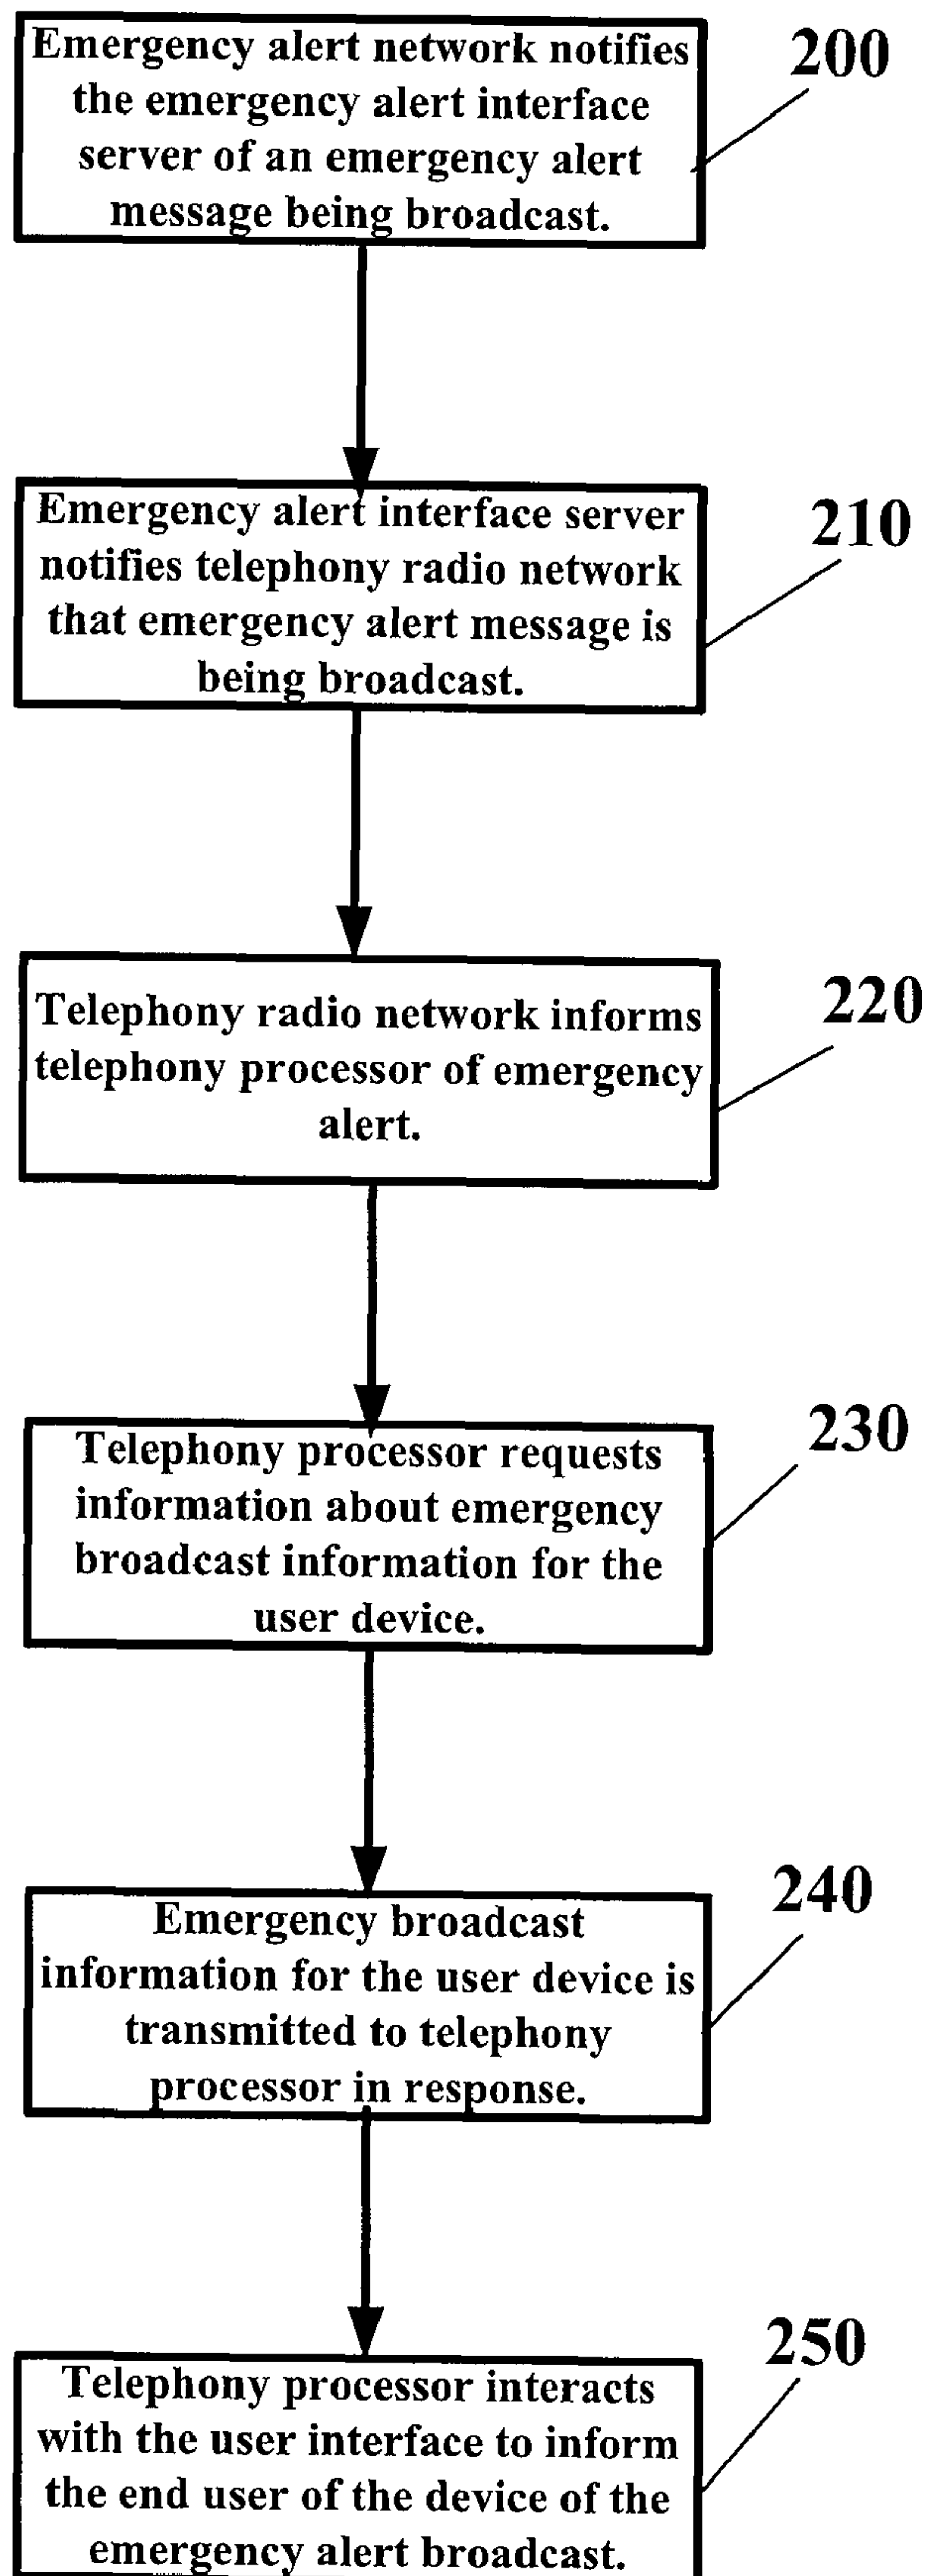 Emergency alert network notifies
the emergency alert interface
server of an emergency alert
message being broadcast.
200
Emergency alert interface server
notifies telephony radio network
that emergency alert message is
being broadcast.
210
Telephony radio network informs
telephony processor of emergency
alert.
220
Telephony processor requests
information about emergency
broadcast information for the
user device.
230
Emergency broadcast
information for the user device is
transmitted to telephony
processor in response.
240
Telephony processor interacts
with the user interface to inform
the end user of the device of the
emergency alert broadcast.
250